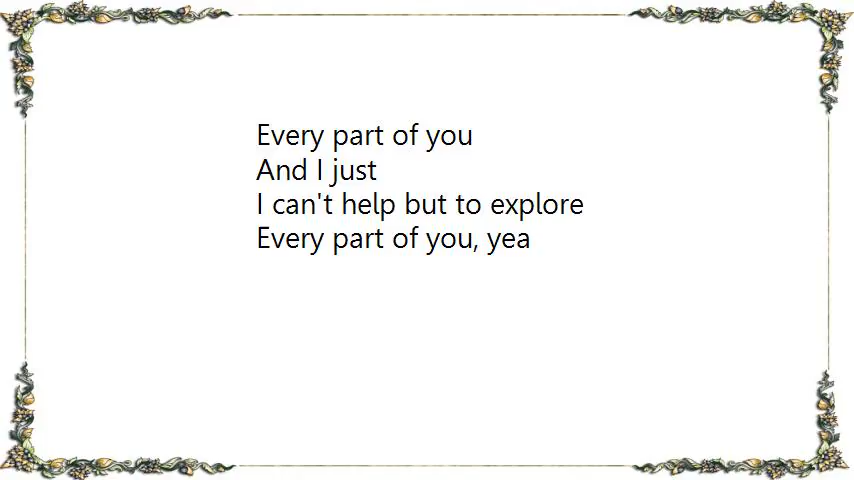 Every part of you
And I just
I can't help but to explore
Every part of you, yea